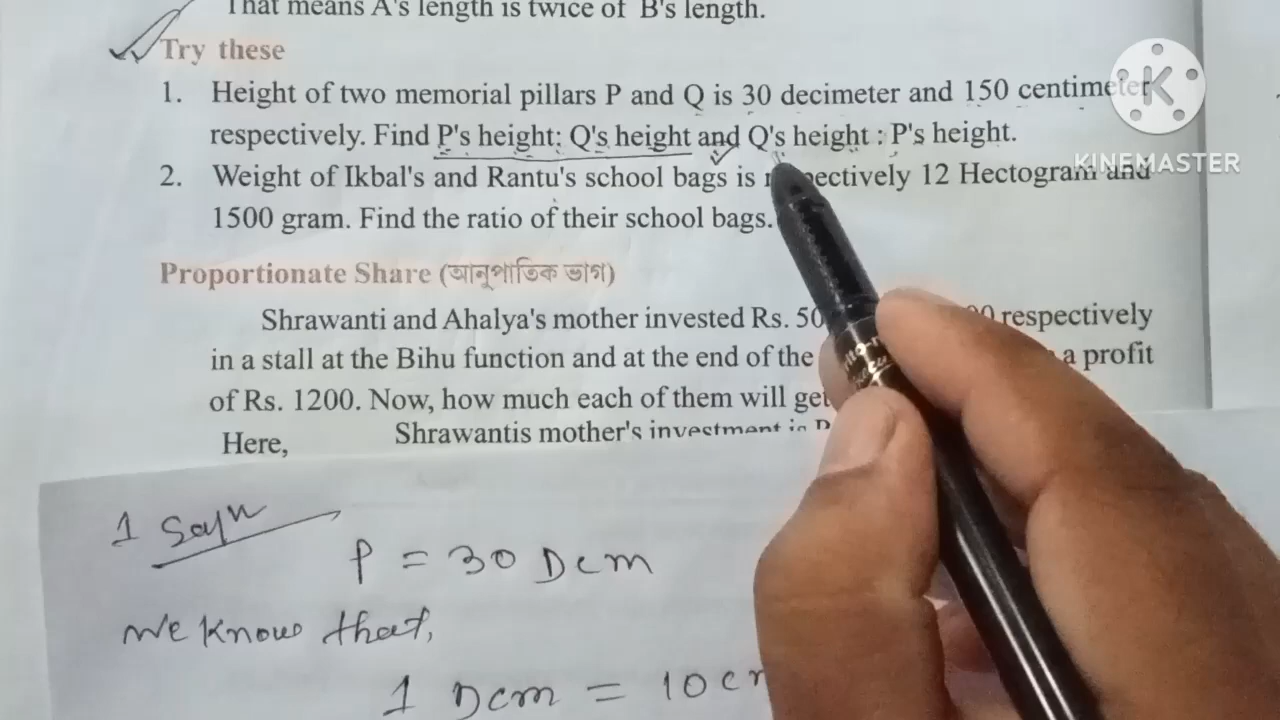 That means A's length is twice of B's length.
Try these
1. Height of two memorial pillars P and Q is 30 decimeter and 150 centimeter
respectively. Find P's height: Q's height and Q's height : P's height.
KINEMASTER
2. Weight of Ikbal's and Rantu's school bags is respectively 12 Hectogram and
1500 gram. Find the ratio of their school bags.
Proportionate Share (আনুপাতিক ভাগ)
Shrawanti and Ahalya's mother invested Rs. respectively
in a stall at the Bihu function and at the end of the a profit
of Rs. 1200. Now, how much each of them will get
Here, Shrawantis mother's investment is
1
P = 30 Dcm
We know that,
1 Dcm = 10 cm